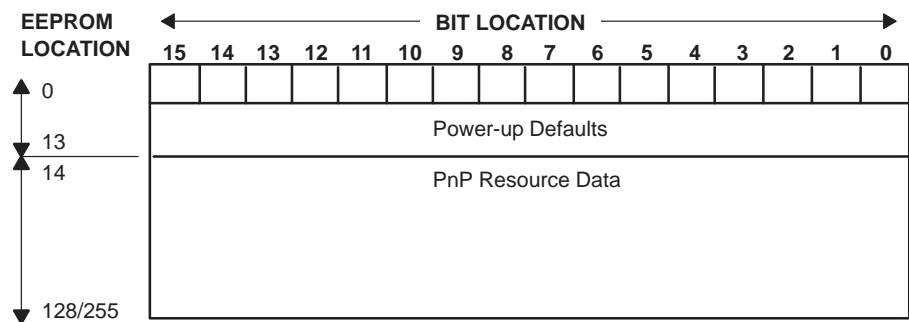 EEPROM
LOCATION
BIT LOCATION
15 14 13 12 11 10 9 8 7 6 5 4 3 2 1 0
0
Power-up Defaults
13
14
PnP Resource Data
128/255